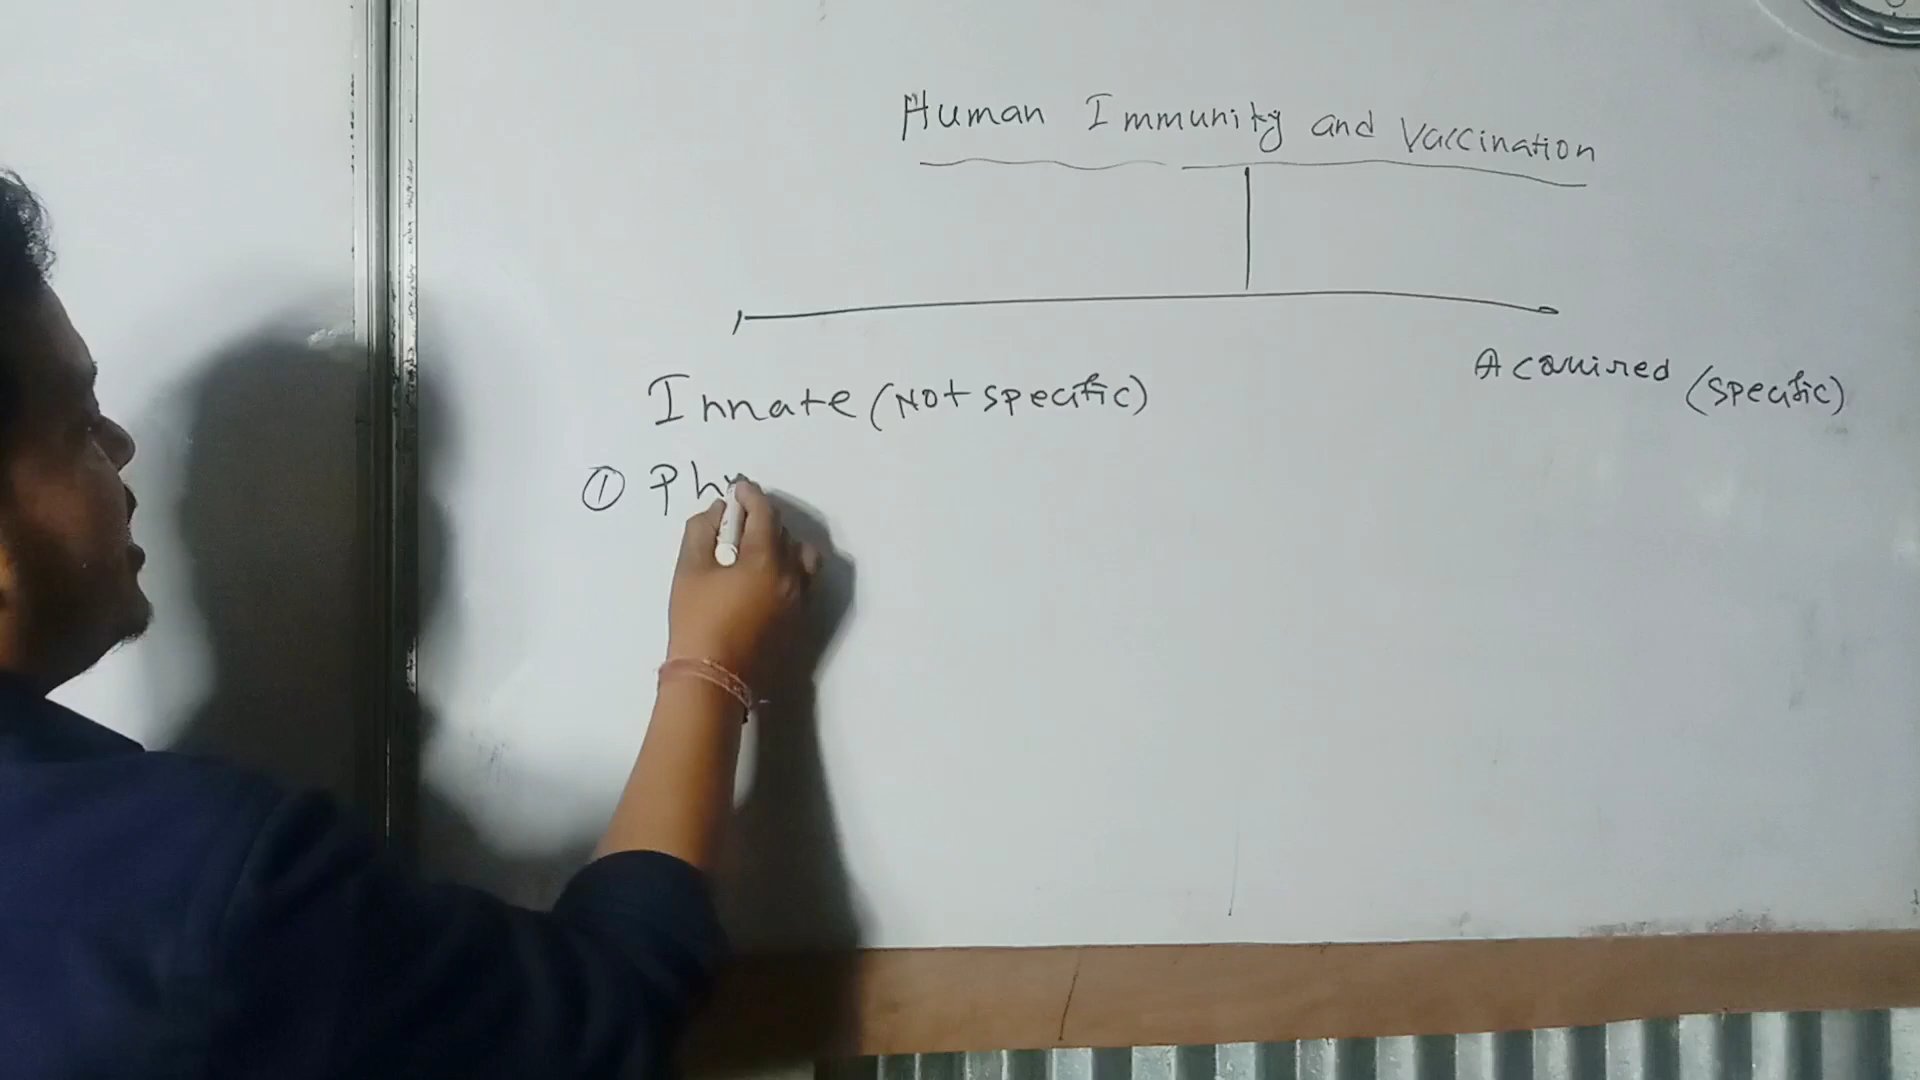 Human Immunity and Vaccination
Innate (Not specific)
Acquired (specific)
① Phy